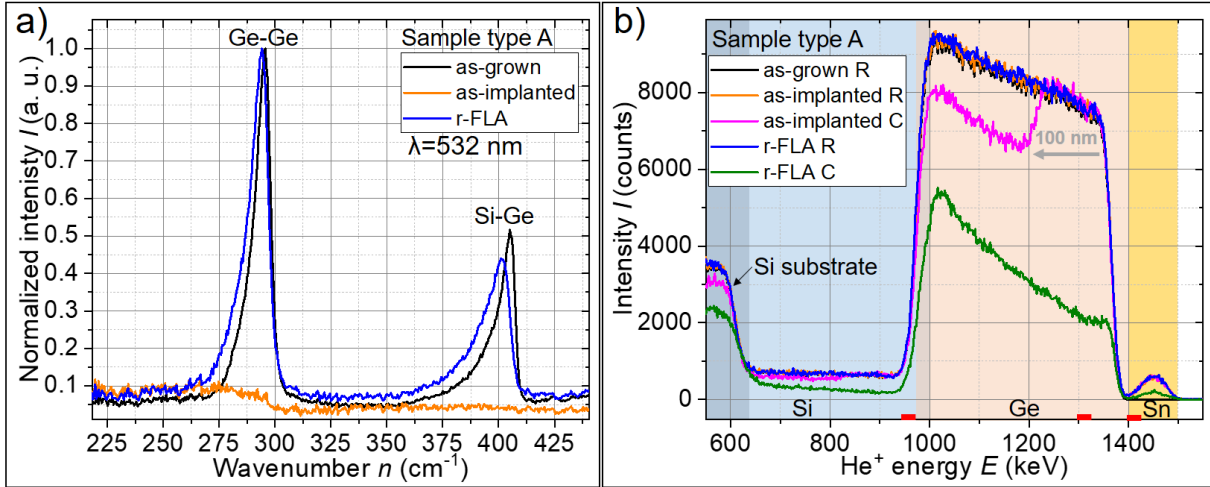 a)
Ge-Ge
Si-Ge
Sample type A
as-grown
as-implanted
r-FLA
λ=532 nm
Normalized intenisty I (a. u.)
1.0
0.9
0.8
0.7
0.6
0.5
0.4
0.3
0.2
0.1
225 250 275 300 325 350 375 400 425
Wavenumber n (cm-1)
b)
Sample type A
as-grown R
as-implanted R
as-implanted C
r-FLA R
r-FLA C
100 nm
Si substrate
Si
Ge
Sn
Intensity I (counts)
8000
6000
4000
2000
0
600 800 1000 1200 1400
He+ energy E (keV)